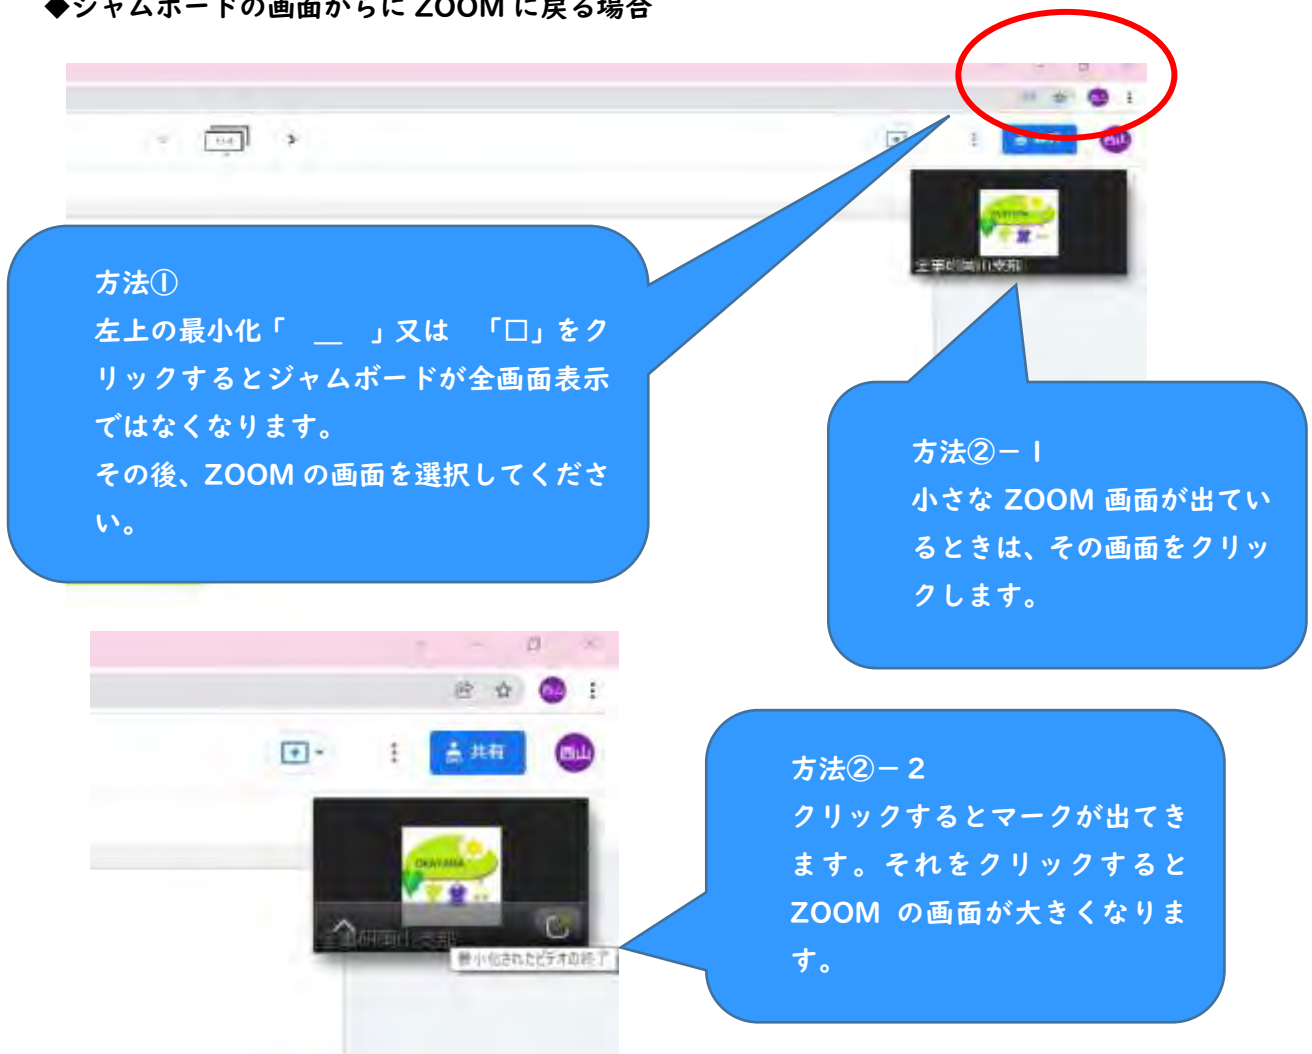 ◆ジャムボードの画面からに ZOOM に戻る場合
方法①
左上の最小化「 __ 」又は 「□」をク
リックするとジャムボードが全画面表示
ではなくなります。
その後、ZOOM の画面を選択してくださ
い。
方法②－１
小さな ZOOM 画面が出てい
るときは、その画面をクリッ
クします。
共有
西山
OKAYAMA
最小化されたビデオの終了
方法②－２
クリックするとマークが出てき
ます。それをクリックすると
ZOOM の画面が大きくなりま
す。